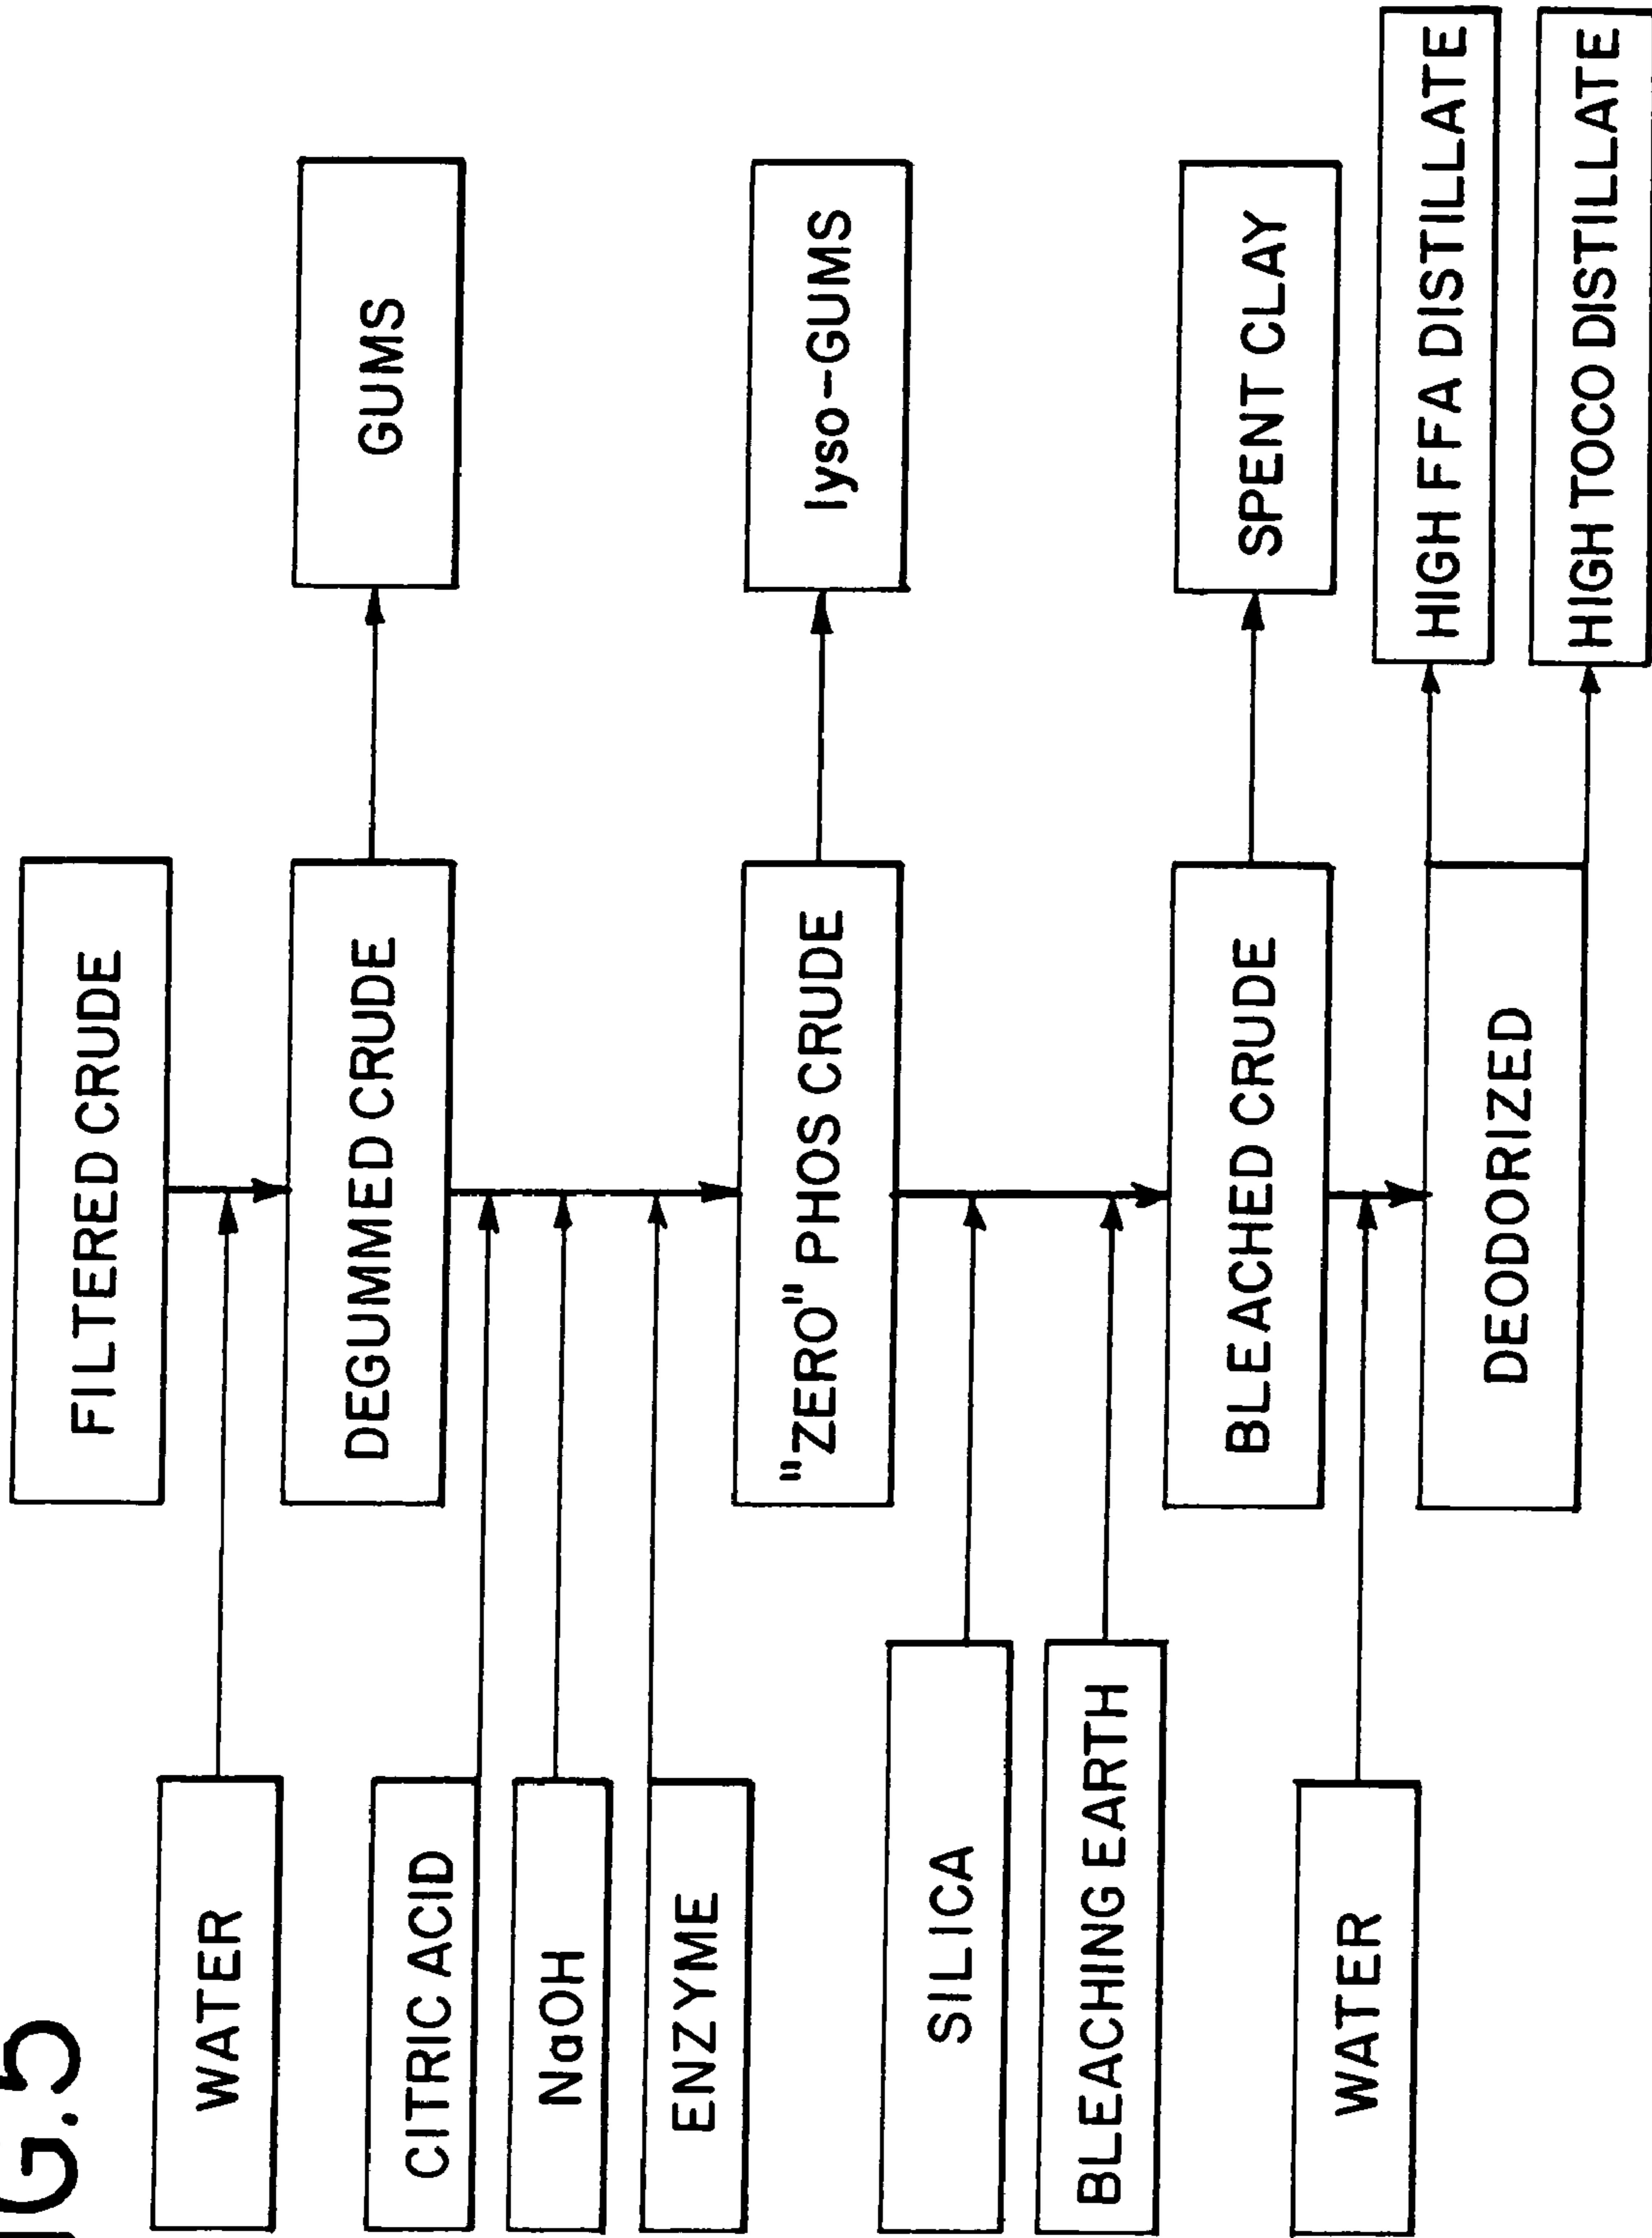 FIG.5
FILTERED CRUDE
WATER
DEGUMMED CRUDE
GUMS
CITRIC ACID
NaOH
ENZYME
"ZERO" PHOS CRUDE
lyso-GUMS
SILICA
BLEACHING EARTH
BLEACHED CRUDE
SPENT CLAY
WATER
DEODORIZED
HIGH FFA DISTILLATE
HIGH TOCO DISTILLATE